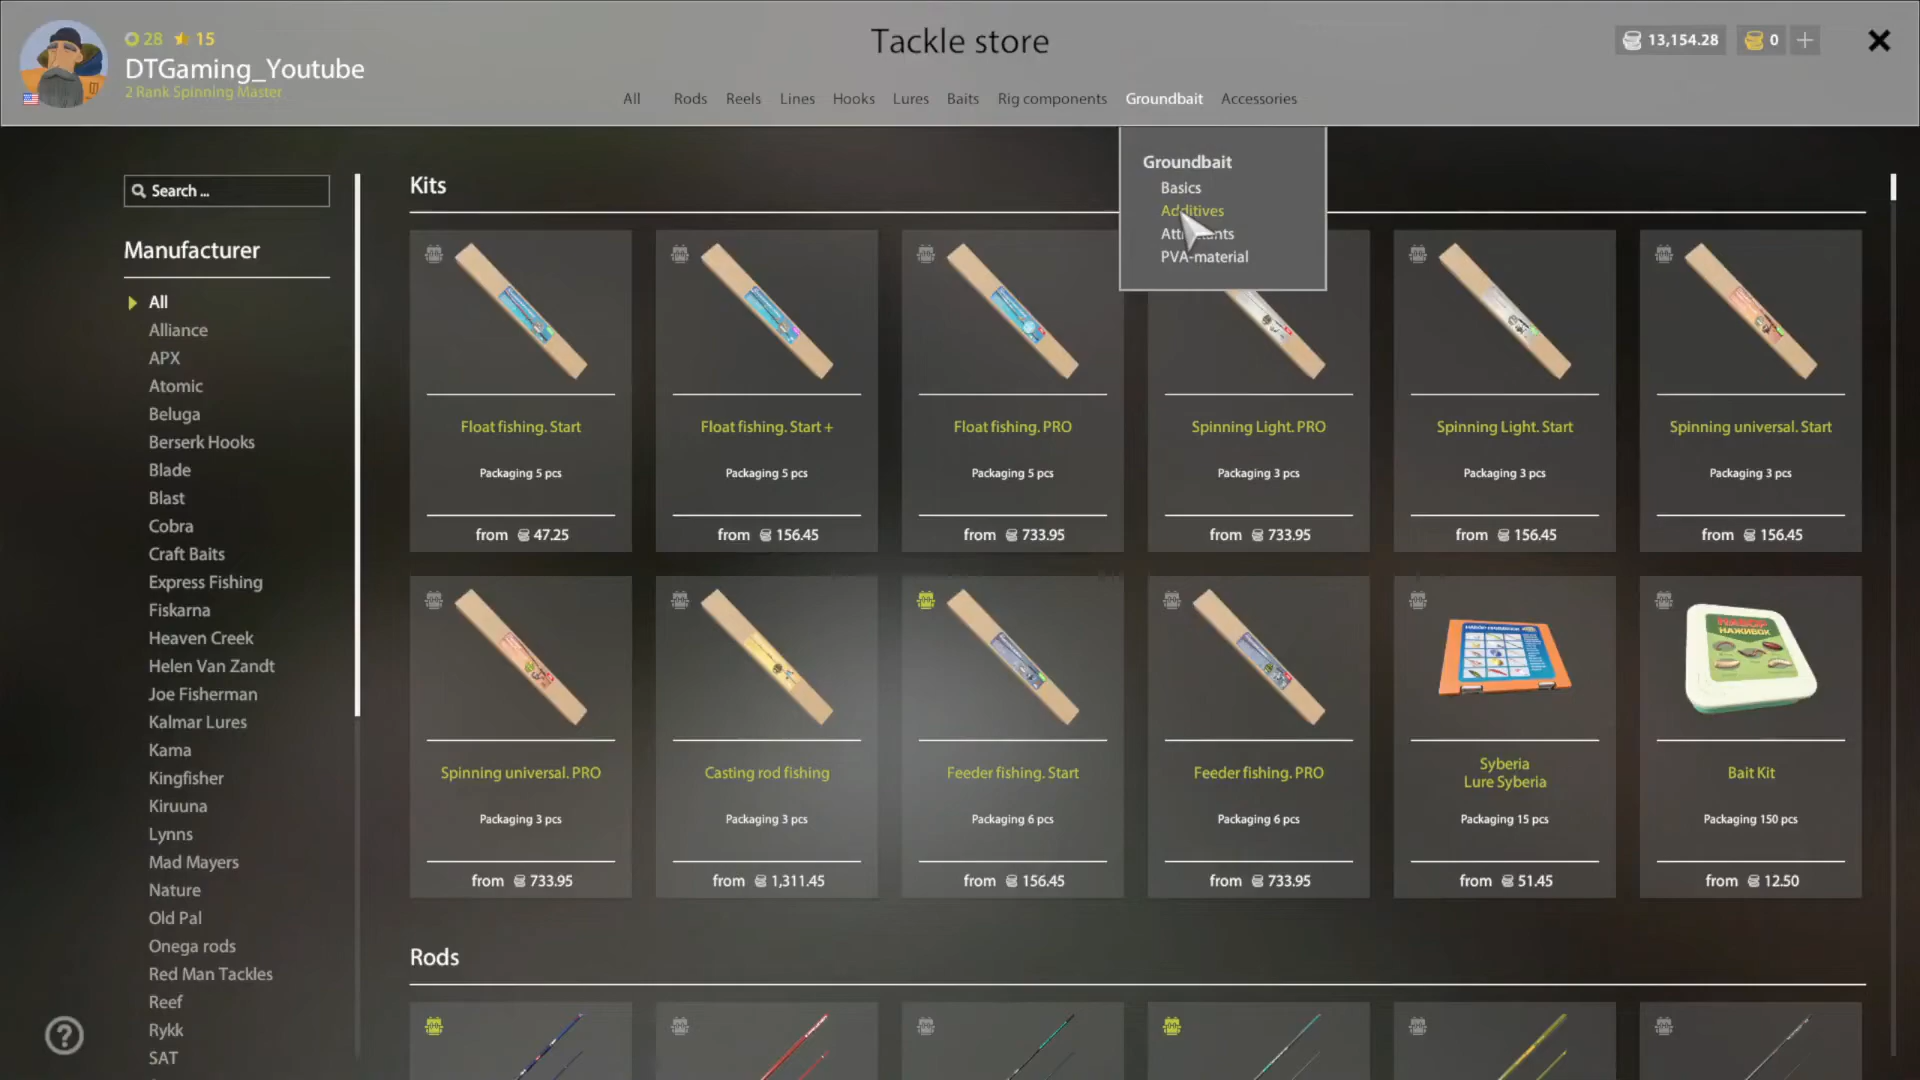 28 15
DTGaming_Youtube
2 Rank Spinning Master
Tackle store
13,154.28
0
All Rods Reels Lines Hooks Lures Baits Rig components Groundbait Accessories
Groundbait
Basics
Additives
PVA-material
Search ...
Manufacturer
All
Alliance
APX
Atomic
Beluga
Berserk Hooks
Blade
Blast
Cobra
Craft Baits
Express Fishing
Fiskarna
Heaven Creek
Helen Van Zandt
Joe Fisherman
Kalmar Lures
Kama
Kingfisher
Kiruuna
Lynns
Mad Mayers
Nature
Old Pal
Onega rods
Red Man Tackles
Reef
Rykk
SAT
Kits
Float fishing. Start
Packaging 5 pcs
from 47.25
Float fishing. Start +
Packaging 5 pcs
from 156.45
Float fishing. PRO
Packaging 5 pcs
from 733.95
Spinning Light. PRO
Packaging 3 pcs
from 733.95
Spinning Light. Start
Packaging 3 pcs
from 156.45
Spinning universal. Start
Packaging 3 pcs
from 156.45
Spinning universal. PRO
Packaging 3 pcs
from 733.95
Casting rod fishing
Packaging 3 pcs
from 1,311.45
Feeder fishing. Start
Packaging 6 pcs
from 156.45
Feeder fishing. PRO
Packaging 6 pcs
from 733.95
Syberia
Lure Syberia
Packaging 15 pcs
from 51.45
НАБОР
НАЖИВОК
Bait Kit
Packaging 150 pcs
from 12.50
Rods